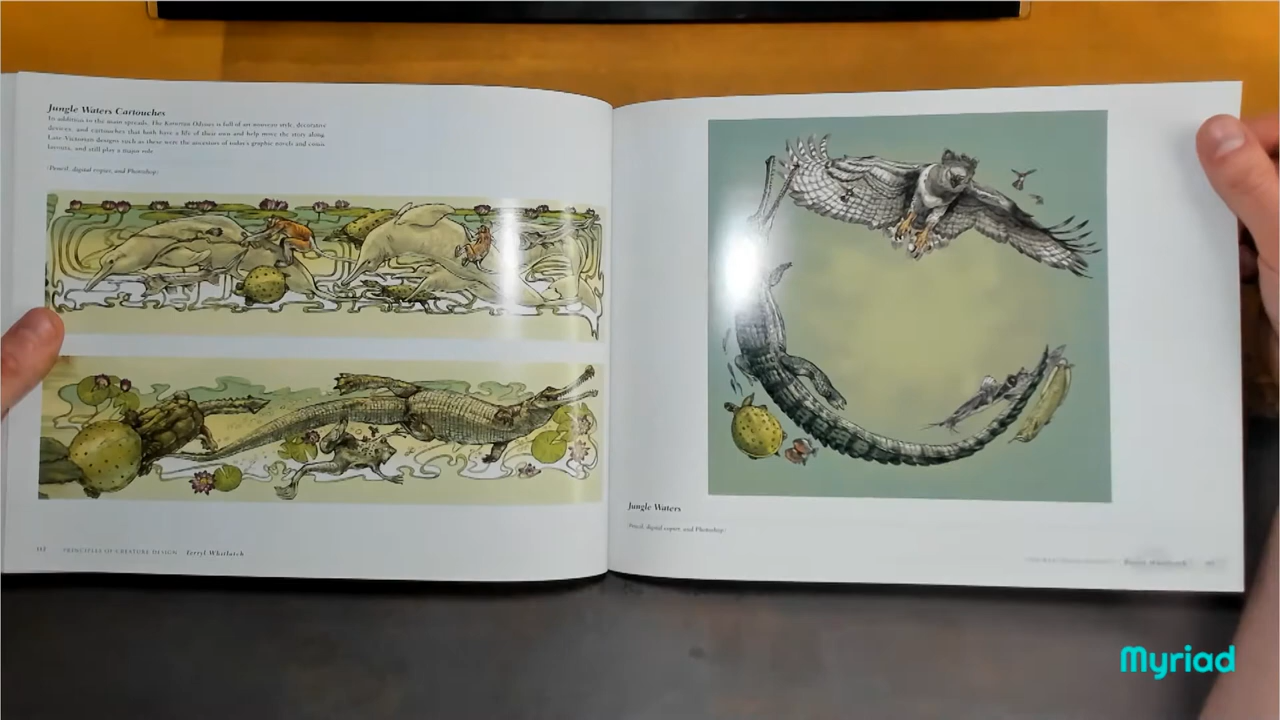 Jungle Waters Cartouches
In addition to the main spreads, The Katurran Odyssey is full of art nouveau style, decorative
devices, and cartouches that both have a life of their own and help move the story along.
Late-Victorian designs such as these were the ancestors of today's graphic novels and comic
layouts, and still play a major role.
(Pencil, digital copier, and Photoshop)
112 PRINCIPLES OF CREATURE DESIGN Terryl Whitlatch
Jungle Waters
(Pencil, digital copier, and Photoshop)
Myriad